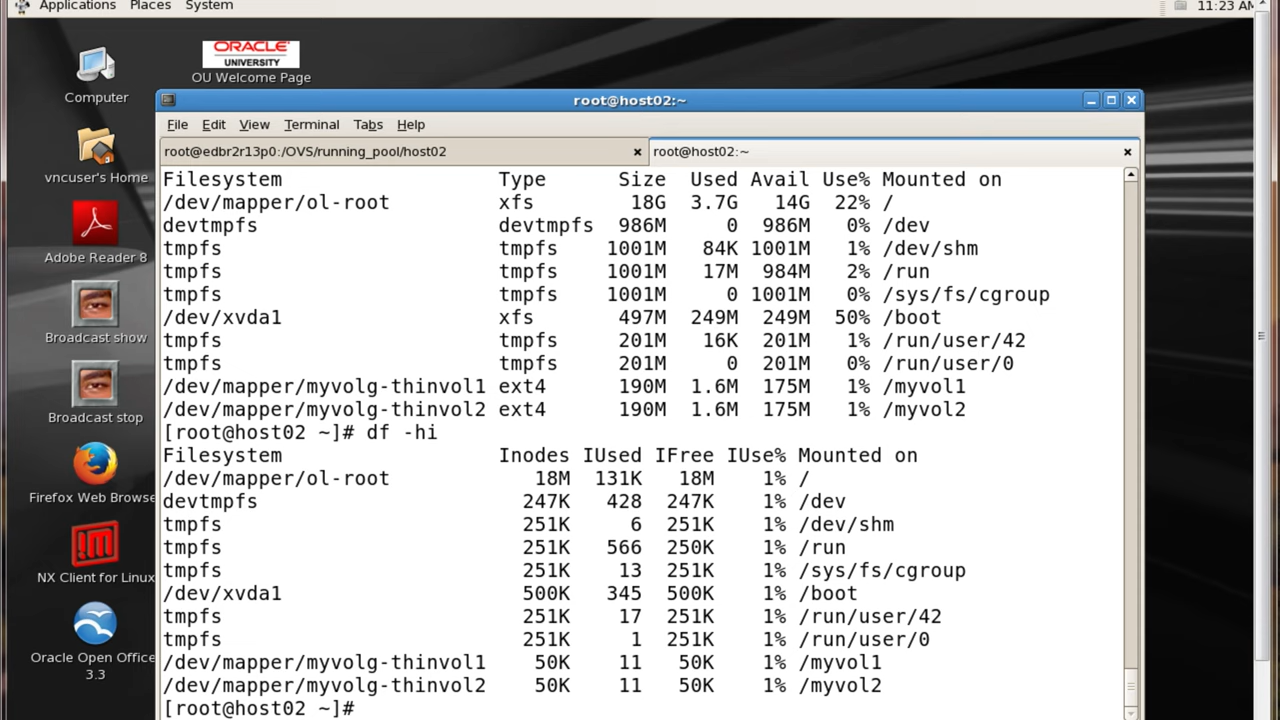 Applications Places System 11:23 AM
ORACLE
UNIVERSITY
OU Welcome Page
Computer
vncuser's Home
Adobe Reader 8
Broadcast show
Broadcast stop
Firefox Web Browse
NX Client for Linux
Oracle Open Office
3.3
root@host02:~
File Edit View Terminal Tabs Help
root@edbr2r13p0:/OVS/running_pool/host02 root@host02:~
Filesystem Type Size Used Avail Use% Mounted on
/dev/mapper/ol-root xfs 18G 3.7G 14G 22% /
devtmpfs devtmpfs 986M 0 986M 0% /dev
tmpfs tmpfs 1001M 84K 1001M 1% /dev/shm
tmpfs tmpfs 1001M 17M 984M 2% /run
tmpfs tmpfs 1001M 0 1001M 0% /sys/fs/cgroup
/dev/xvda1 xfs 497M 249M 249M 50% /boot
tmpfs tmpfs 201M 16K 201M 1% /run/user/42
tmpfs tmpfs 201M 0 201M 0% /run/user/0
/dev/mapper/myvolg-thinvol1 ext4 190M 1.6M 175M 1% /myvol1
/dev/mapper/myvolg-thinvol2 ext4 190M 1.6M 175M 1% /myvol2
[root@host02 ~]# df -hi
Filesystem Inodes IUsed IFree IUse% Mounted on
/dev/mapper/ol-root 18M 131K 18M 1% /
devtmpfs 247K 428 247K 1% /dev
tmpfs 251K 6 251K 1% /dev/shm
tmpfs 251K 566 250K 1% /run
tmpfs 251K 13 251K 1% /sys/fs/cgroup
/dev/xvda1 500K 345 500K 1% /boot
tmpfs 251K 17 251K 1% /run/user/42
tmpfs 251K 1 251K 1% /run/user/0
/dev/mapper/myvolg-thinvol1 50K 11 50K 1% /myvol1
/dev/mapper/myvolg-thinvol2 50K 11 50K 1% /myvol2
[root@host02 ~]#